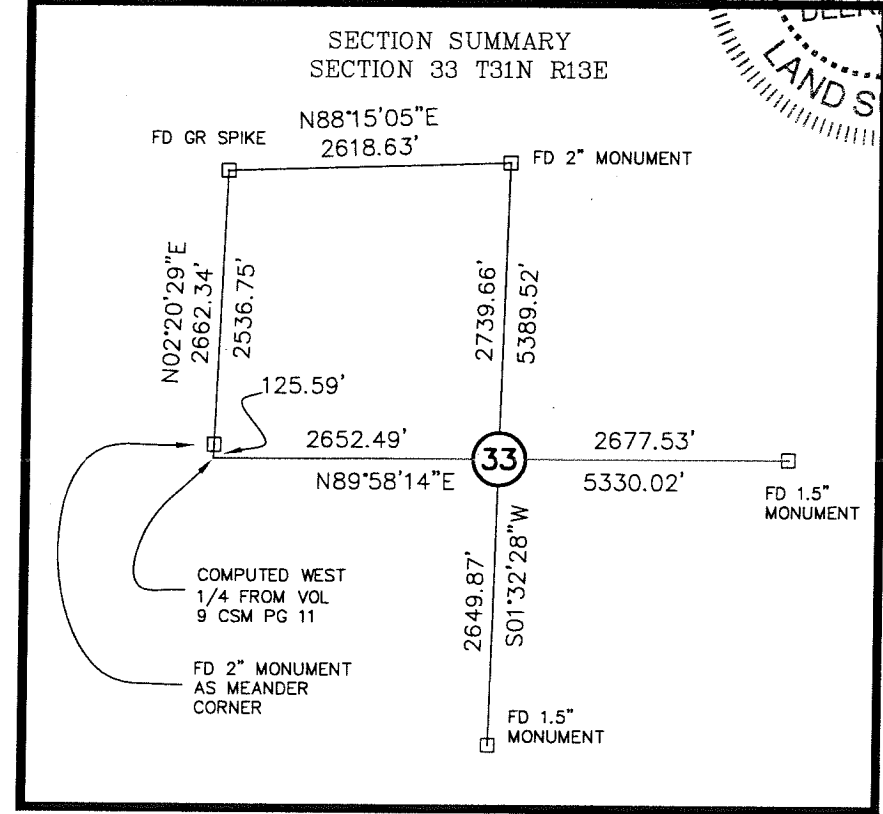 SECTION SUMMARY
SECTION 33 T31N R13E
LAND S
FD GR SPIKE
N88°15'05"E
2618.63'
FD 2" MONUMENT
N02°20'29"E
2662.34'
2536.75'
2739.66'
5389.52'
125.59'
2652.49'
N89°58'14"E
33
2677.53'
5330.02'
FD 1.5"
MONUMENT
COMPUTED WEST
1/4 FROM VOL
9 CSM PG 11
2649.87'
S01°32'28"W
FD 2" MONUMENT
AS MEANDER
CORNER
FD 1.5"
MONUMENT